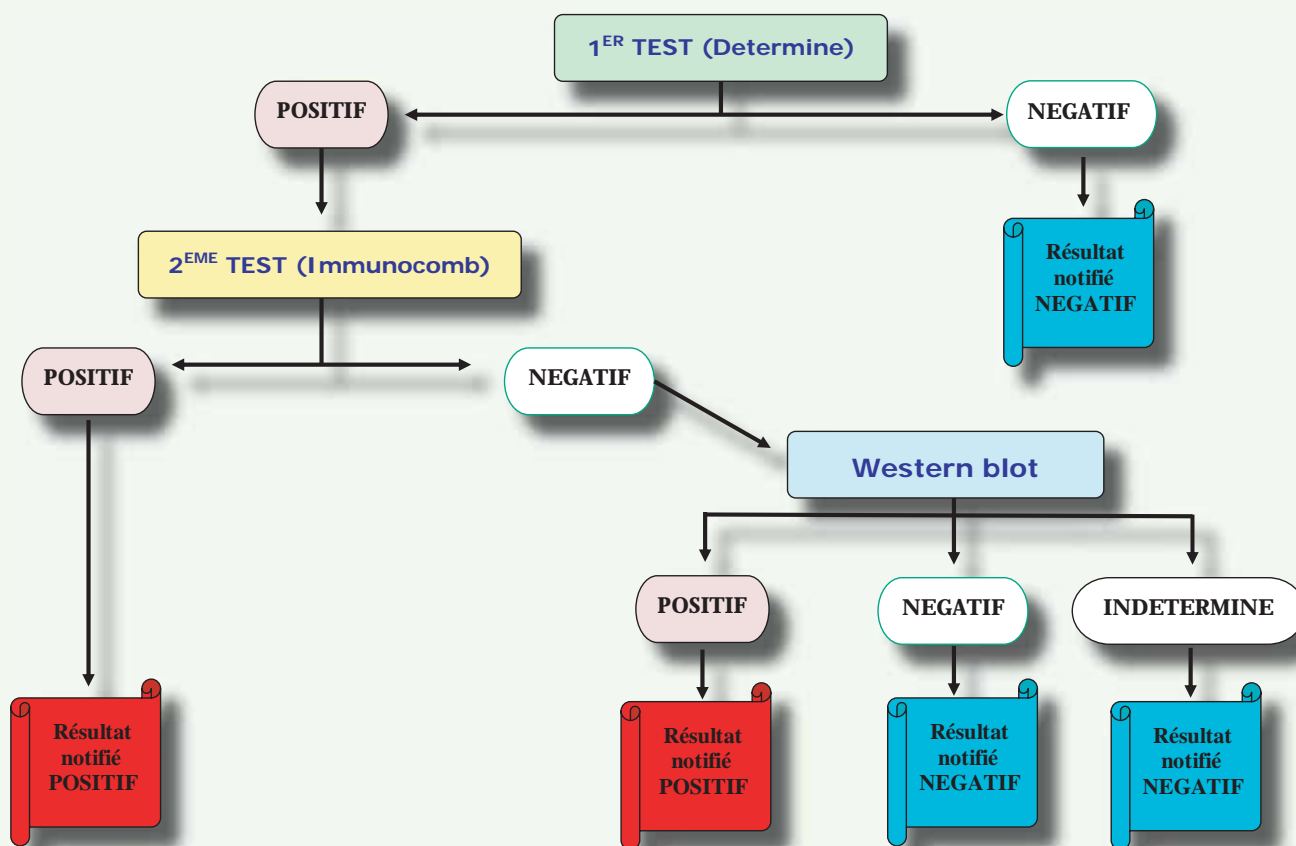 1ER TEST (Determine)
POSITIF
NEGATIF
Résultat
notifié
NEGATIF
2EME TEST (Immunocomb)
POSITIF
NEGATIF
Western blot
POSITIF
NEGATIF
INDETERMINE
Résultat
notifié
POSITIF
Résultat
notifié
POSITIF
Résultat
notifié
NEGATIF
Résultat
notifié
NEGATIF